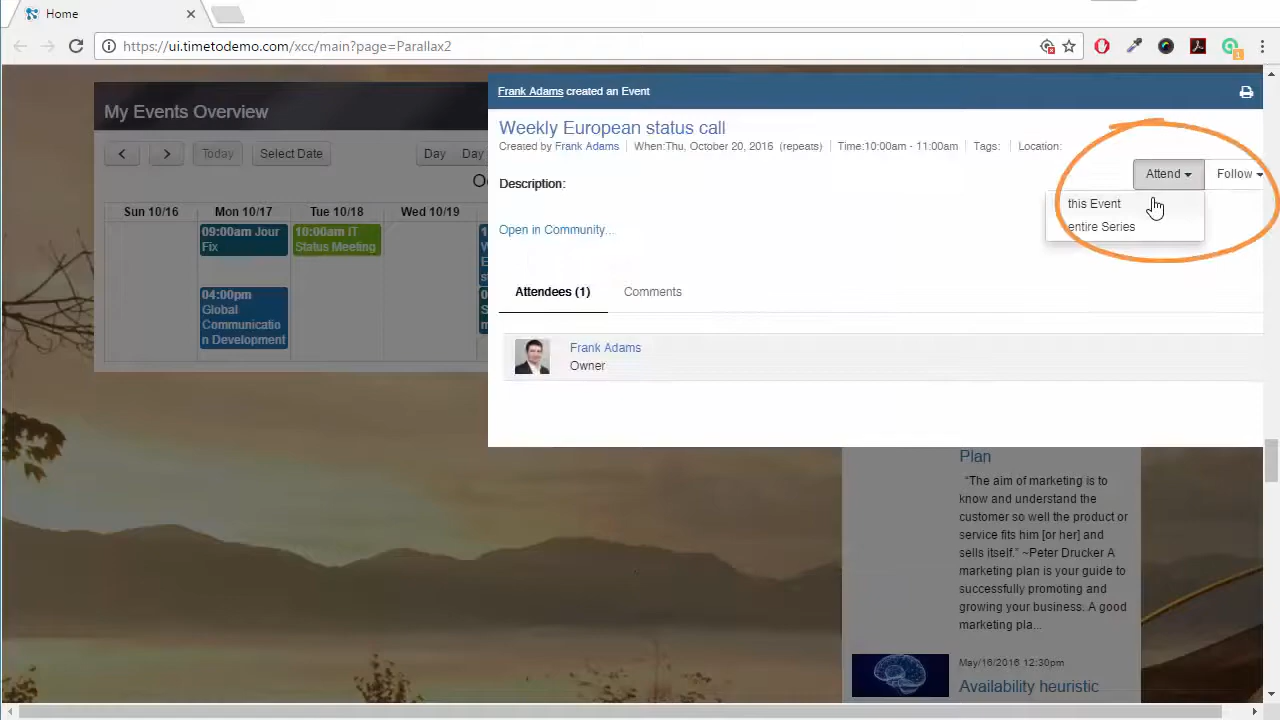 Home
https://ui.timetodemo.com/xcc/main?page=Parallax2
1
My Events Overview
Today
Select Date
Day
Sun 10/16
Mon 10/17
Tue 10/18
Wed 10/19
09:00am Jour
Fix
10:00am IT
Status Meeting
04:00pm
Global
Communicatio
n Development
Frank Adams created an Event
Weekly European status call
Created by Frank Adams
When:Thu, October 20, 2016 (repeats)
Time:10:00am - 11:00am
Tags:
Location:
Attend
Follow
this Event
entire Series
Description:
Open in Community...
Attendees (1)
Comments
Frank Adams
Owner
Plan
“The aim of marketing is to
know and understand the
customer so well the product or
service fits him [or her] and
sells itself.” ~Peter Drucker A
marketing plan is your guide to
successfully promoting and
growing your business. A good
marketing pla...
May/16/2016 12:30pm
Availability heuristic